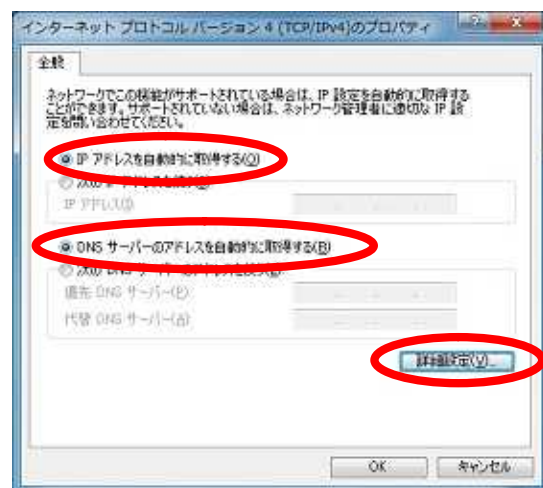 インターネット プロトコル バージョン 4 (TCP/IPv4)のプロパティ
全般
ネットワークでこの機能がサポートされている場合は、IP 設定を自動的に取得する
ことができます。サポートされていない場合は、ネットワーク管理者に適切な IP 設
定を問い合わせてください。
IP アドレスを自動的に取得する(O)
IP アドレス(I):
DNS サーバーのアドレスを自動的に取得する(B)
優先 DNS サーバー(P):
代替 DNS サーバー(A):
詳細設定(V)...
OK
キャンセル